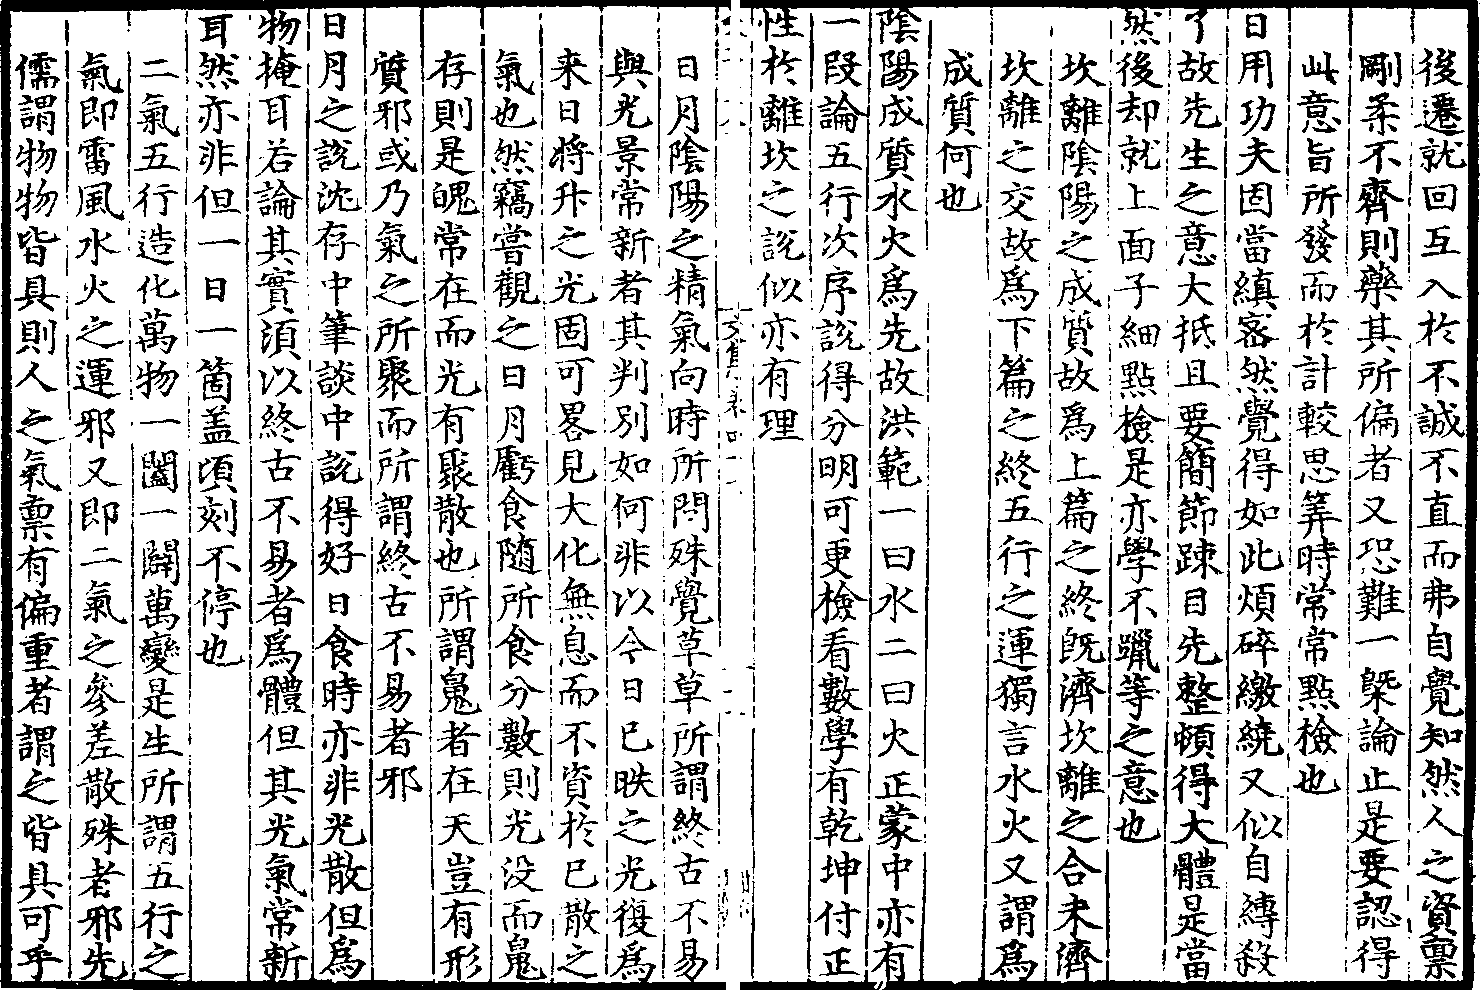 後遷就回互入於不誠不直而弗自覺知然人之資禀
剛柔不齊則藥其所偏者又恐難一槩論止是要認得
此意旨所發而於計較思筭時常常點檢也
日用功夫固當縝密然覺得如此煩碎繳繞又似自縛殺
了故先生之意大抵且要簡節踈目先整頓得大體是當
然後却就上面子細點檢是亦學不躐等之意也
坎離陰陽之成質故爲上篇之終旣濟坎離之合未濟
坎離之交故爲下篇之終五行之運獨言水火又謂爲
成質何也
陰陽成質水火爲先故洪範一曰水二曰火正蒙中亦有
一段論五行次序說得分明可更檢看數學有乾坤付正
性於離坎之說似亦有理
日月陰陽之精氣向時所問殊覺草草所謂終古不易
與光景常新者其判別如何非以今日已昳之光復爲
来日將升之光固可畧見大化無息而不資於已散之
氣也然竊嘗觀之日月虧食隨所食分數則光没而魄
存則是魄常在而光有聚散也所謂魄者在天豈有形
質邪或乃氣之所聚而所謂終古不易者邪
日月之說沈存中筆談中說得好日食時亦非光散但爲
物掩耳若論其實須以終古不易者爲體但其光氣常新
耳然亦非但一日一箇盖頃刻不停也
二氣五行造化萬物一闔一闢萬變是生所謂五行之
氣即雷風水火之運邪又即二氣之參差散殊者邪先
儒謂物物皆具則人之氣禀有偏重者謂之皆具可乎